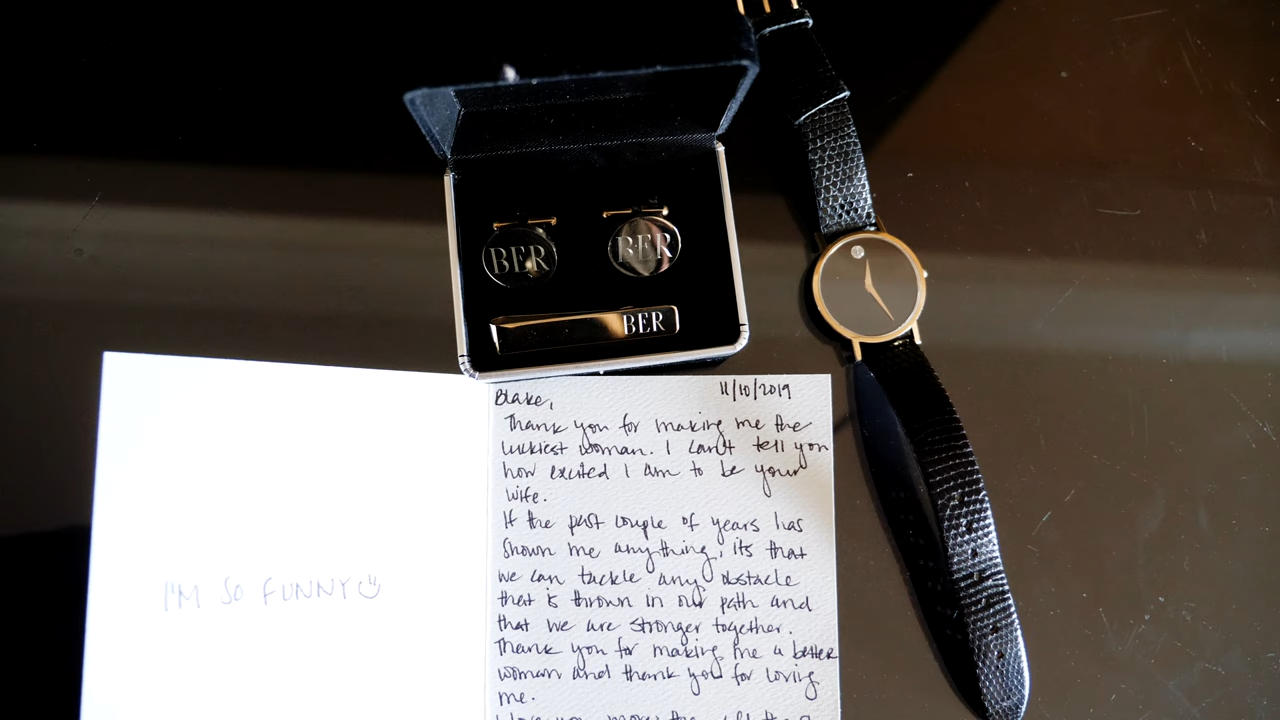 BER
BER
BER
Blake,
11/10/2019
Thank you for making me the
luckiest woman. I can't tell you
how excited I am to be your
wife.
If the past couple of years has
shown me anything, its that
we can tackle any obstacle
that is thrown in our path and
that we are stronger together.
Thank you for making me a better
woman and thank you for loving
me.
I love you more
I'M SO FUNNY